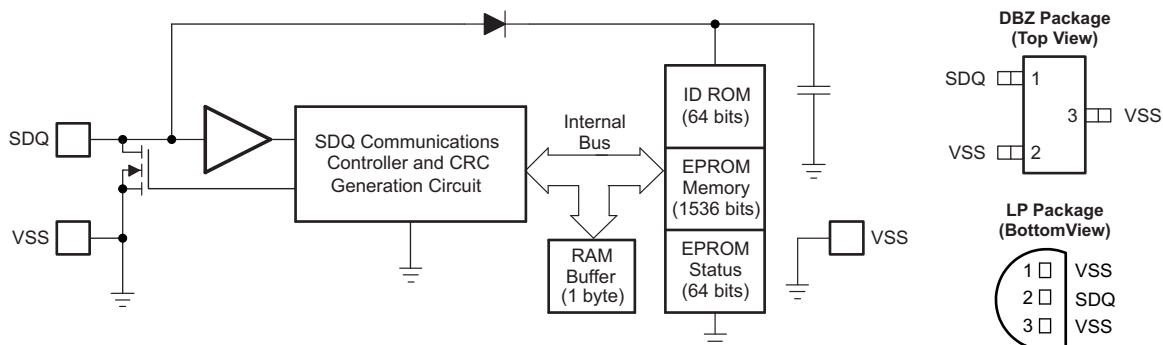 SDQ
VSS
SDQ Communications
Controller and CRC
Generation Circuit
Internal
Bus
RAM
Buffer
(1 byte)
ID ROM
(64 bits)
EPROM
Memory
(1536 bits)
EPROM
Status
(64 bits)
VSS
DBZ Package
(Top View)
SDQ 1
3 VSS
VSS 2
LP Package
(BottomView)
1 VSS
2 SDQ
3 VSS